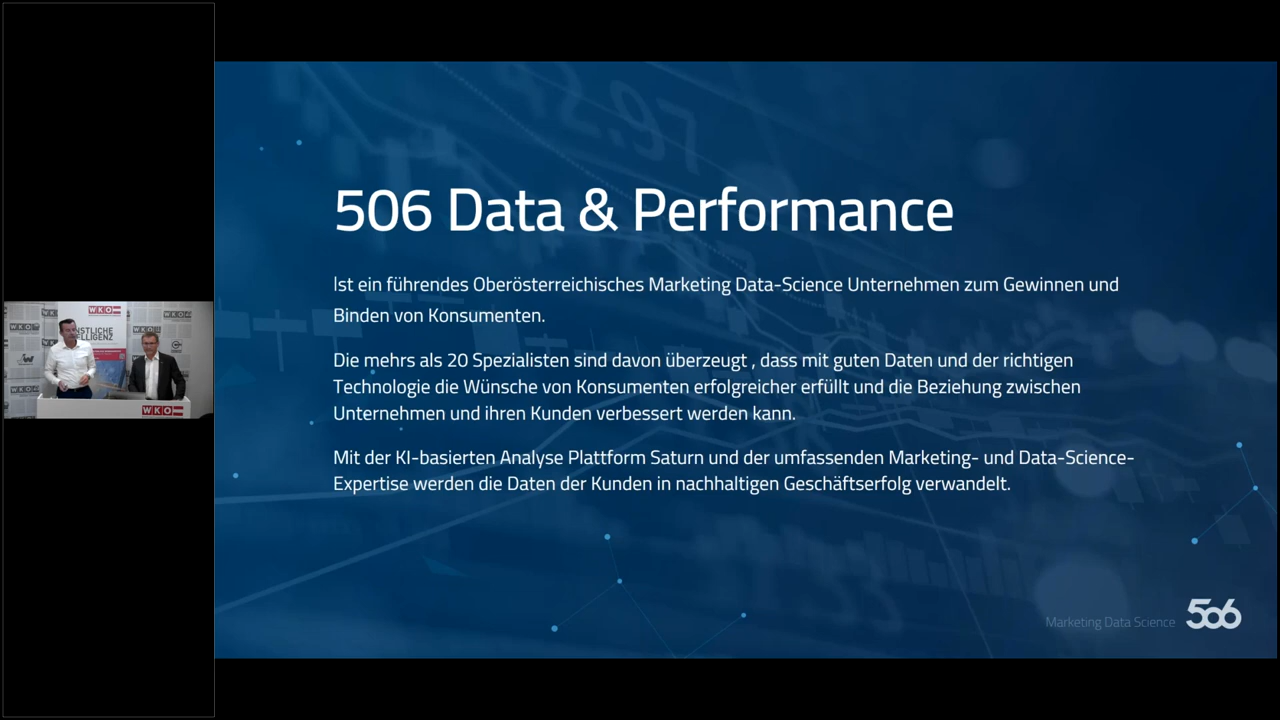 506 Data & Performance
Ist ein führendes Oberösterreichisches Marketing Data-Science Unternehmen zum Gewinnen und
Binden von Konsumenten.
Die mehrs als 20 Spezialisten sind davon überzeugt , dass mit guten Daten und der richtigen
Technologie die Wünsche von Konsumenten erfolgreicher erfüllt und die Beziehung zwischen
Unternehmen und ihren Kunden verbessert werden kann.
Mit der KI-basierten Analyse Plattform Saturn und der umfassenden Marketing- und Data-Science-
Expertise werden die Daten der Kunden in nachhaltigen Geschäftserfolg verwandelt.
Marketing Data Science 506
WKO
WKO